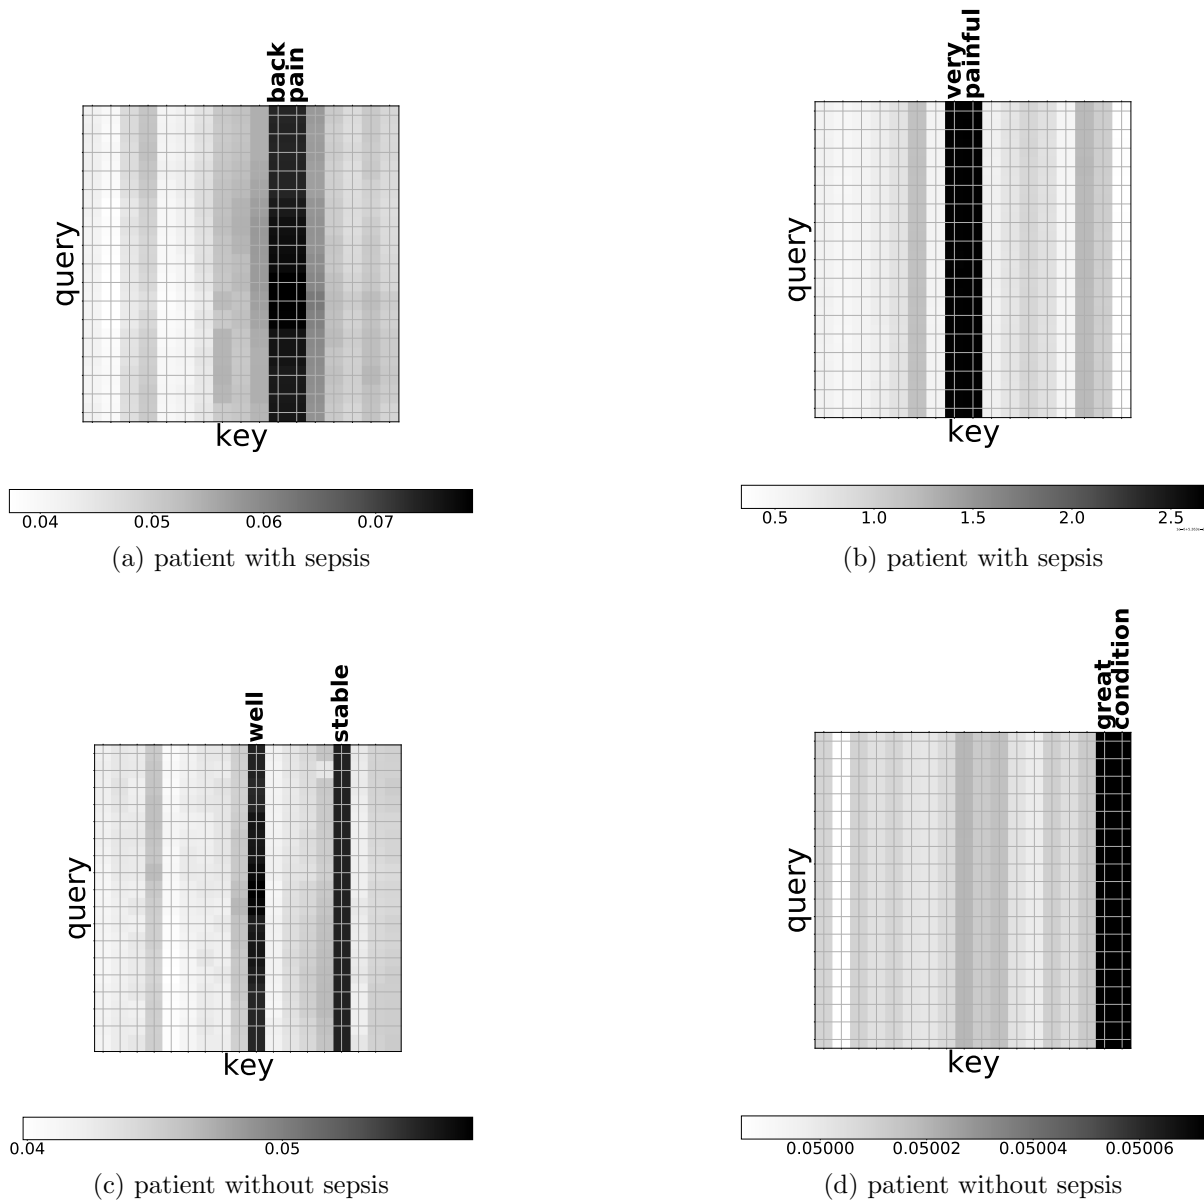 back
pain
query
key
0.04 0.05 0.06 0.07
(a) patient with sepsis
very
painful
query
key
0.5 1.0 1.5 2.0 2.5
(b) patient with sepsis
well
stable
query
key
0.04 0.05
(c) patient without sepsis
great
condition
query
key
0.05000 0.05002 0.05004 0.05006
(d) patient without sepsis